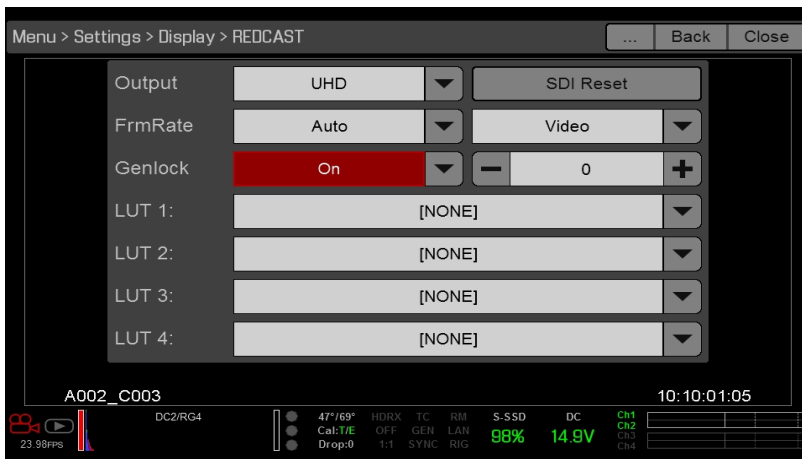 Menu > Settings > Display > REDCAST ... Back Close
Output UHD SDI Reset
FrmRate Auto Video
Genlock On 0
LUT 1: [NONE]
LUT 2: [NONE]
LUT 3: [NONE]
LUT 4: [NONE]
A002_C003 10:10:01:05
DC2/RG4 47°/69° HDRX TC RM S-SSD DC Ch1
Cal:T/E OFF GEN LAN 98% 14.9V Ch2
23.98FPS Drop:0 1:1 SYNC RIG Ch3
Ch4